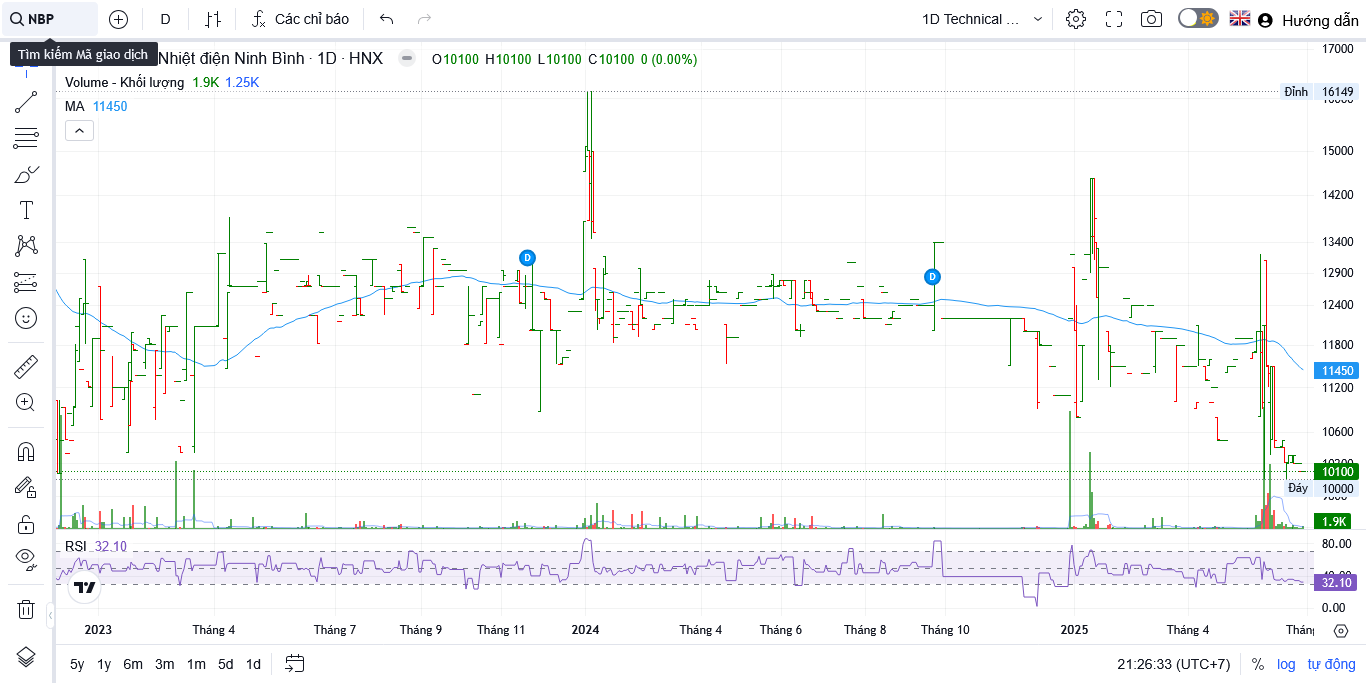 NBP
D
Các chỉ báo
1D Technical ...
Hướng dẫn
Tìm kiếm Mã giao dịch
Nhiệt điện Ninh Bình · 1D · HNX
O10100 H10100 L10100 C10100 0 (0.00%)
Volume - Khối lượng 1.9K 1.25K
MA 11450
17000
Đỉnh 16149
15000
14200
13400
12900
12400
11800
11450
11200
10600
10100
Đáy 10000
1.9K
D
D
RSI 32.10
80.00
32.10
0.00
2023
Tháng 4
Tháng 7
Tháng 9
Tháng 11
2024
Tháng 4
Tháng 6
Tháng 8
Tháng 10
2025
Tháng 4
5y 1y 6m 3m 1m 5d 1d
21:26:33 (UTC+7)
% log tự động